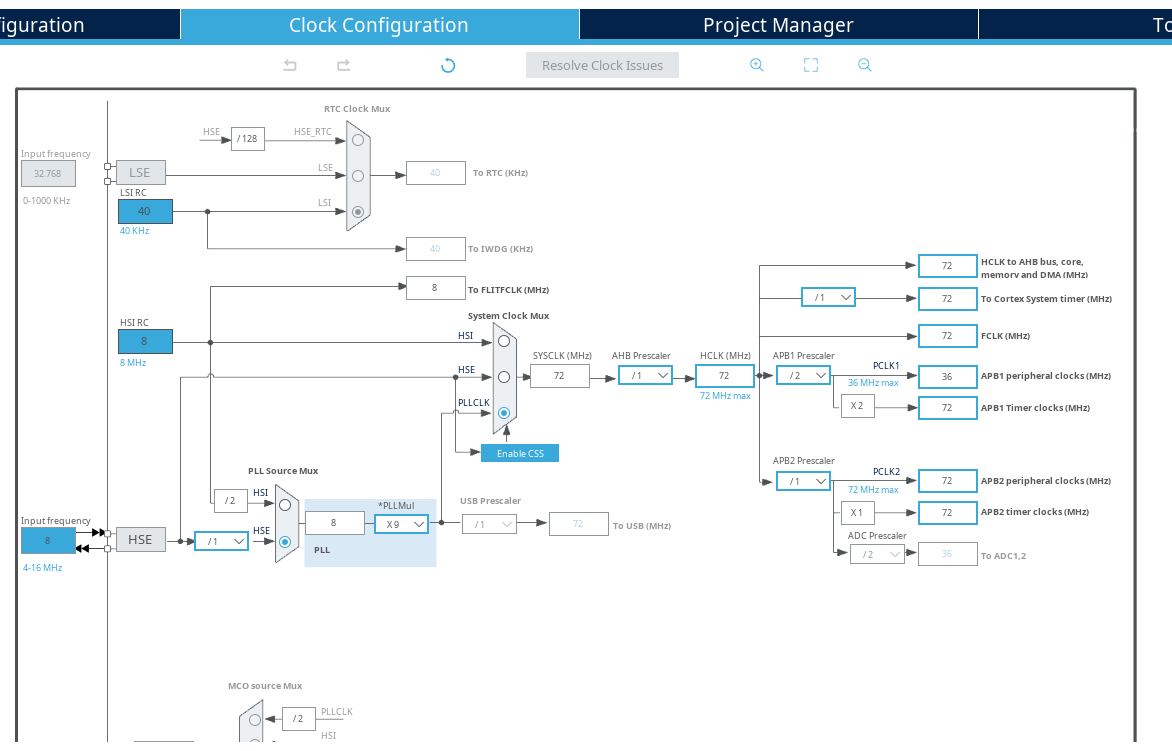 figuration
Clock Configuration
Project Manager
To
Resolve Clock Issues
RTC Clock Mux
HSE
/ 128
HSE_RTC
Input frequency
32.768
LSE
LSE
40
To RTC (KHz)
0-1000 KHz
LSI RC
40
LSI
40 KHz
40
To IWDG (KHz)
HCLK to AHB bus, core,
memory and DMA (MHz)
72
8
To FLITFCLK (MHz)
/ 1
72
To Cortex System timer (MHz)
System Clock Mux
HSI RC
8
HSI
8 MHz
72
FCLK (MHz)
SYSCLK (MHz)
AHB Prescaler
HCLK (MHz)
APB1 Prescaler
HSE
PCLK1
72
/ 1
72
/ 2
36
APB1 peripheral clocks (MHz)
36 MHz max
72 MHz max
PLLCLK
X 2
72
APB1 Timer clocks (MHz)
Enable CSS
APB2 Prescaler
PLL Source Mux
PCLK2
/ 1
72
APB2 peripheral clocks (MHz)
72 MHz max
/ 2
HSI
*PLLMul
USB Prescaler
X 1
72
APB2 timer clocks (MHz)
Input frequency
8
HSE
/ 1
HSE
8
X 9
/ 1
72
To USB (MHz)
ADC Prescaler
PLL
/ 2
36
To ADC1,2
4-16 MHz
MCO source Mux
/ 2
PLLCLK
HSI